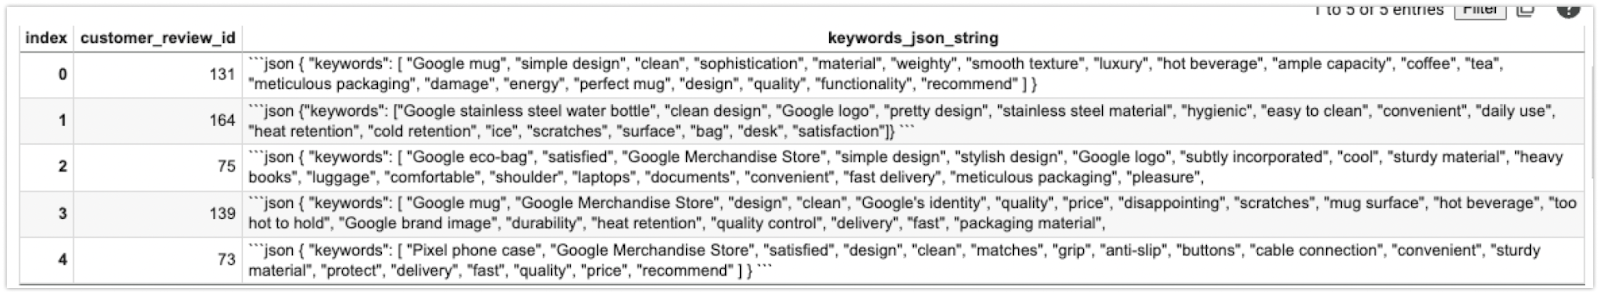 1 to 5 of 5 entries Filter
index customer_review_id keywords_json_string
0 131 ```json { "keywords": [ "Google mug", "simple design", "clean", "sophistication", "material", "weighty", "smooth texture", "luxury", "hot beverage", "ample capacity", "coffee", "tea",
"meticulous packaging", "damage", "energy", "perfect mug", "design", "quality", "functionality", "recommend" ] }
1 164 ```json {"keywords": ["Google stainless steel water bottle", "clean design", "Google logo", "pretty design", "stainless steel material", "hygienic", "easy to clean", "convenient", "daily use",
"heat retention", "cold retention", "ice", "scratches", "surface", "bag", "desk", "satisfaction"]} ```
2 75 ```json { "keywords": [ "Google eco-bag", "satisfied", "Google Merchandise Store", "simple design", "stylish design", "Google logo", "subtly incorporated", "cool", "sturdy material", "heavy
books", "luggage", "comfortable", "shoulder", "laptops", "documents", "convenient", "fast delivery", "meticulous packaging", "pleasure",
3 139 ```json { "keywords": [ "Google mug", "Google Merchandise Store", "design", "clean", "Google's identity", "quality", "price", "disappointing", "scratches", "mug surface", "hot beverage", "too
hot to hold", "Google brand image", "durability", "heat retention", "quality control", "delivery", "fast", "packaging material",
4 73 ```json { "keywords": [ "Pixel phone case", "Google Merchandise Store", "satisfied", "design", "clean", "matches", "grip", "anti-slip", "buttons", "cable connection", "convenient", "sturdy
material", "protect", "delivery", "fast", "quality", "price", "recommend" ] } ```